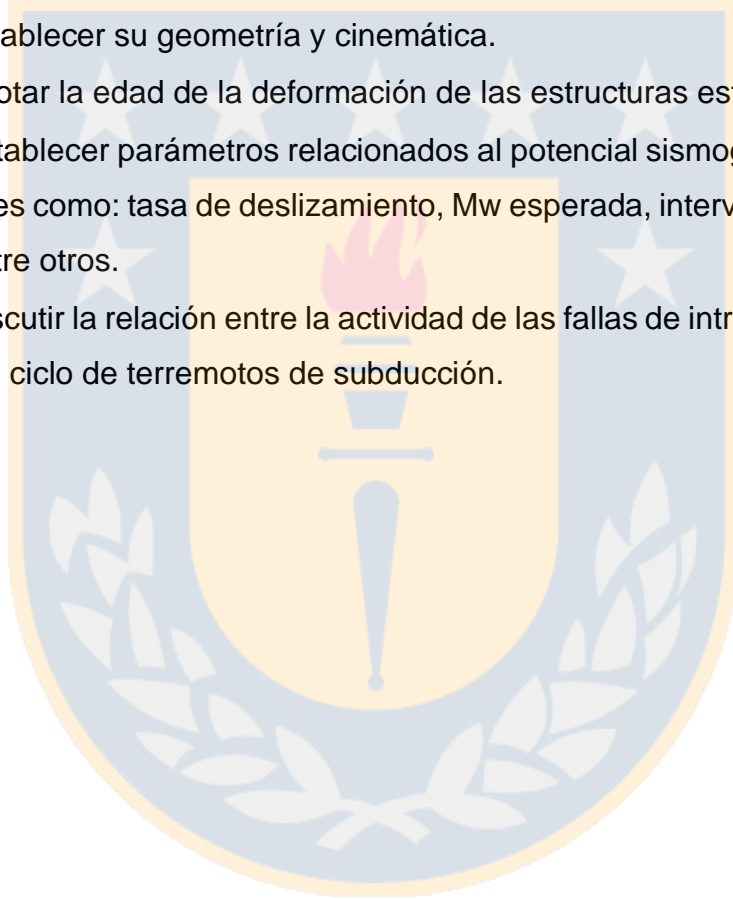 ablecer su geometría y cinemática.
otar la edad de la deformación de las estructuras est
tablecer parámetros relacionados al potencial sismog
es como: tasa de deslizamiento, Mw esperada, interv
tre otros.
scutir la relación entre la actividad de las fallas de intr
ciclo de terremotos de subducción.